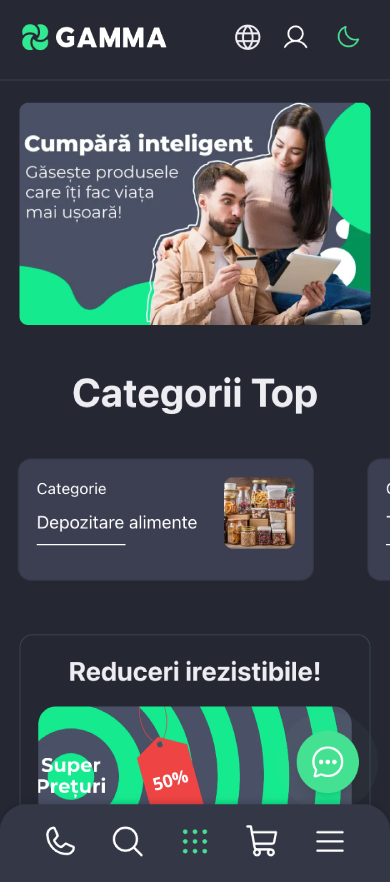 GAMMA
Cumpără inteligent
Găsește produsele
care îți fac viața
mai ușoară!
Categorii Top
Categorie
Depozitare alimente
Reduceri irezistibile!
Super
Prețuri
50%